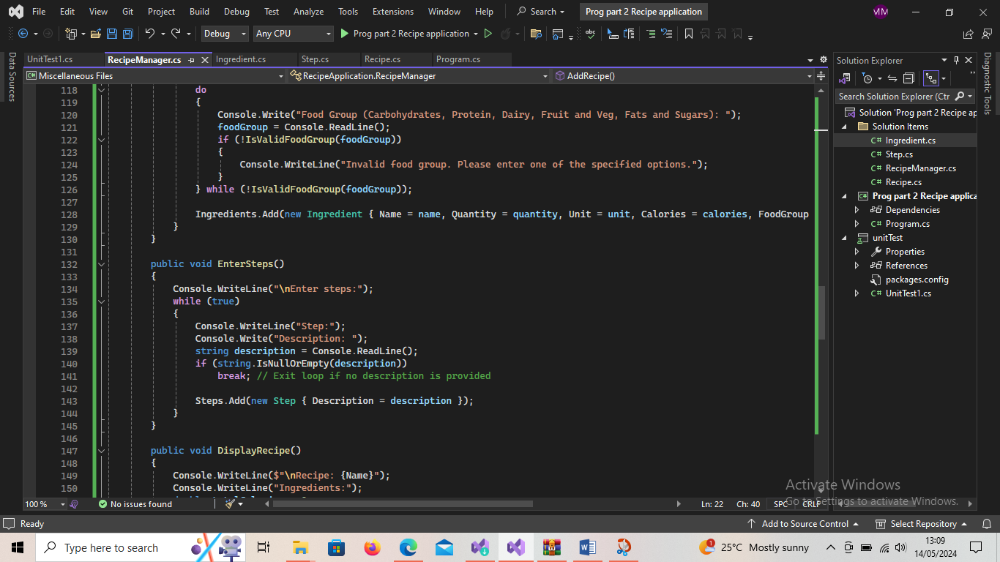 File Edit View Git Project Build Debug Test Analyze Tools Extensions Window Help Search Prog part 2 Recipe application MM
Debug Any CPU Prog part 2 Recipe application
UnitTest1.cs RecipeManager.cs Ingredient.cs Step.cs Recipe.cs Program.cs
Miscellaneous Files RecipeApplication.RecipeManager AddRecipe()
118 do
119 {
120 Console.Write("Food Group (Carbohydrates, Protein, Dairy, Fruit and Veg, Fats and Sugars): ");
121 foodGroup = Console.ReadLine();
122 if (!IsValidFoodGroup(foodGroup))
123 {
124 Console.WriteLine("Invalid food group. Please enter one of the specified options.");
125 }
126 } while (!IsValidFoodGroup(foodGroup));
127
128 Ingredients.Add(new Ingredient { Name = name, Quantity = quantity, Unit = unit, Calories = calories, FoodGroup
129 }
130 }
131
132 public void EnterSteps()
133 {
134 Console.WriteLine("\nEnter steps:");
135 while (true)
136 {
137 Console.WriteLine("Step:");
138 Console.Write("Description: ");
139 string description = Console.ReadLine();
140 if (string.IsNullOrEmpty(description))
141 break; // Exit loop if no description is provided
142
143 Steps.Add(new Step { Description = description });
144 }
145 }
146
147 public void DisplayRecipe()
148 {
149 Console.WriteLine($"\nRecipe: {Name}");
150 Console.WriteLine("Ingredients:");
100 % No issues found Ln: 22 Ch: 40 SPC CRLF
Data Sources
Solution Explorer
Search Solution Explorer (Ctr
Solution 'Prog part 2 Recipe ap
Solution Items
C# Ingredient.cs
C# Step.cs
C# RecipeManager.cs
C# Recipe.cs
C# Prog part 2 Recipe applica
Dependencies
C# Program.cs
unitTest
Properties
References
packages.config
C# UnitTest1.cs
Diagnostic Tools
Activate Windows
Go to Settings to activate Windows.
Ready Add to Source Control Select Repository
Type here to search 25°C Mostly sunny 13:09
14/05/2024